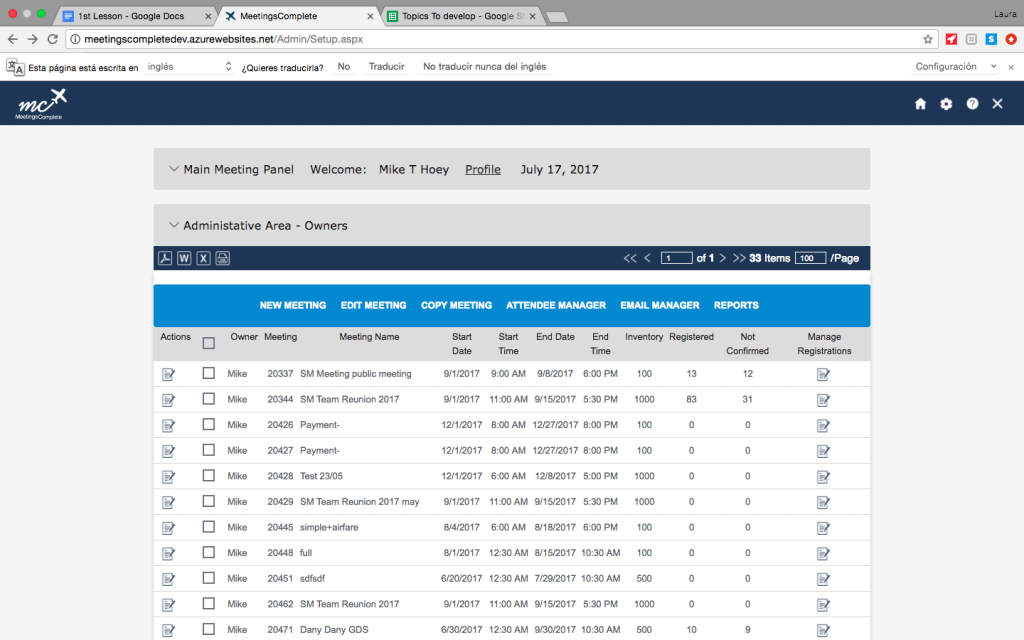 1st Lesson - Google Docs
MeetingsComplete
Topics To develop - Google S
Laura
meetingscompletedev.azurewebsites.net/Admin/Setup.aspx
Esta página está escrita en inglés ¿Quieres traducirla? No Traducir No traducir nunca del inglés Configuración
mc
MeetingsComplete
Main Meeting Panel Welcome: Mike T Hoey Profile July 17, 2017
Administative Area - Owners
W X << < 1 of 1 > >> 33 Items 100 /Page
NEW MEETING EDIT MEETING COPY MEETING ATTENDEE MANAGER EMAIL MANAGER REPORTS
Actions Owner Meeting Meeting Name Start Date Start Time End Date End Time Inventory Registered Not Confirmed Manage Registrations
Mike 20337 SM Meeting public meeting 9/1/2017 9:00 AM 9/8/2017 6:00 PM 100 13 12
Mike 20344 SM Team Reunion 2017 9/1/2017 11:00 AM 9/15/2017 5:30 PM 1000 83 31
Mike 20426 Payment- 12/1/2017 8:00 AM 12/27/2017 8:00 PM 100 0 0
Mike 20427 Payment- 12/1/2017 8:00 AM 12/27/2017 8:00 PM 100 0 0
Mike 20428 Test 23/05 12/1/2017 6:00 AM 12/8/2017 5:00 PM 1000 0 0
Mike 20429 SM Team Reunion 2017 may 9/1/2017 11:00 AM 9/15/2017 5:30 PM 1000 0 0
Mike 20445 simple+airfare 8/4/2017 6:00 AM 8/18/2017 6:00 PM 100 0 0
Mike 20448 full 8/1/2017 12:30 AM 8/15/2017 10:30 AM 100 0 0
Mike 20451 sdfsdf 6/20/2017 12:30 AM 7/29/2017 10:30 AM 500 0 0
Mike 20462 SM Team Reunion 2017 9/1/2017 11:00 AM 9/15/2017 5:30 PM 1000 0 0
Mike 20471 Dany Dany GDS 6/30/2017 12:30 AM 9/30/2017 10:30 AM 500 10 9